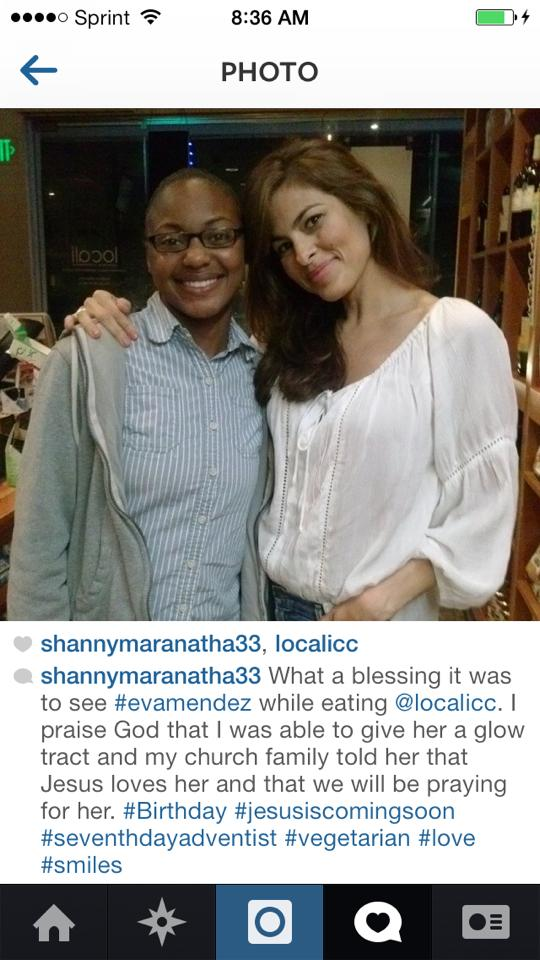 Sprint 8:36 AM
PHOTO
locali
shannymaranatha33, localicc
shannymaranatha33 What a blessing it was
to see #evamendez while eating @localicc. I
praise God that I was able to give her a glow
tract and my church family told her that
Jesus loves her and that we will be praying
for her. #Birthday #jesusiscomingsoon
#seventhdayadventist #vegetarian #love
#smiles